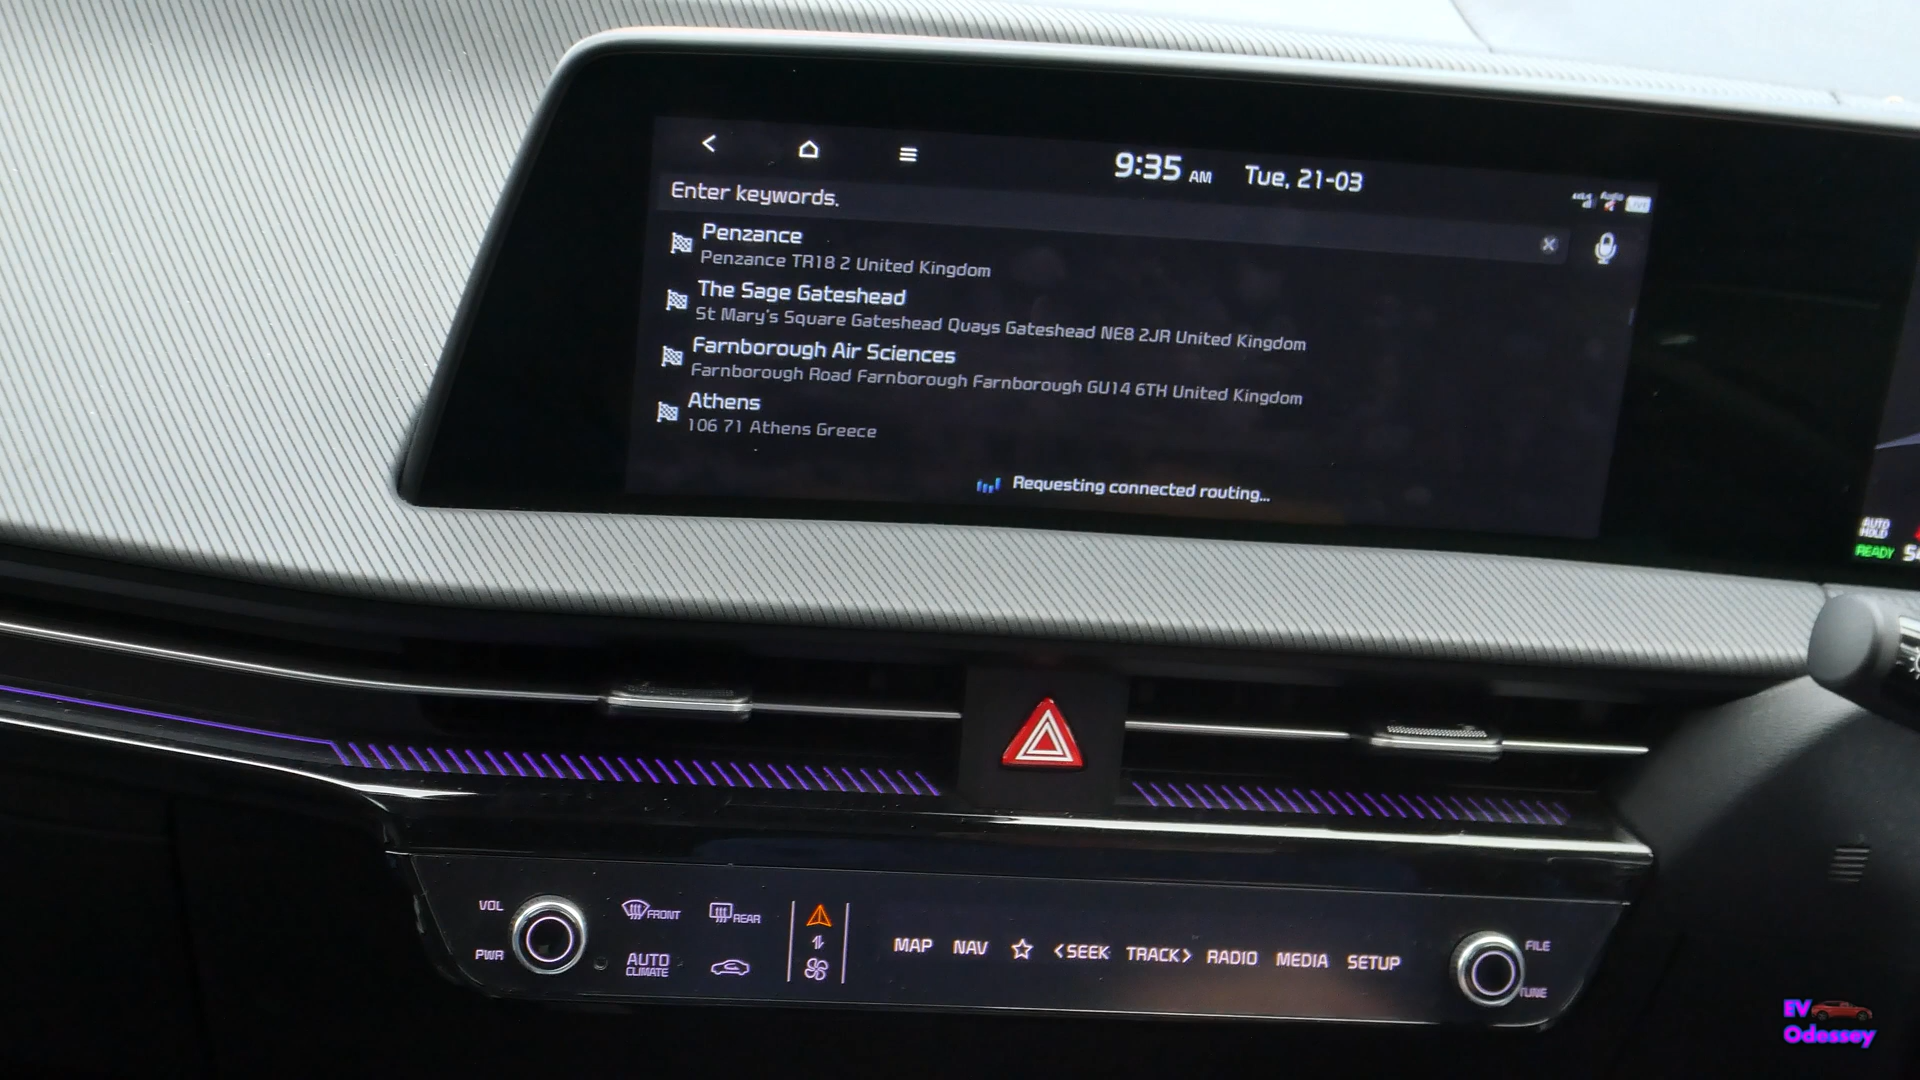 9:35 AM Tue, 21-03
Enter keywords.
Penzance
Penzance TR18 2 United Kingdom
The Sage Gateshead
St Mary's Square Gateshead Quays Gateshead NE8 2JR United Kingdom
Farnborough Air Sciences
Farnborough Road Farnborough Farnborough GU14 6TH United Kingdom
Athens
106 71 Athens Greece
Requesting connected routing...
AUTO
HOLD
READY
VOL
PWR
FRONT
REAR
AUTO
CLIMATE
MAP NAV <SEEK TRACK> RADIO MEDIA SETUP
FILE
TUNE
EV
Odessey